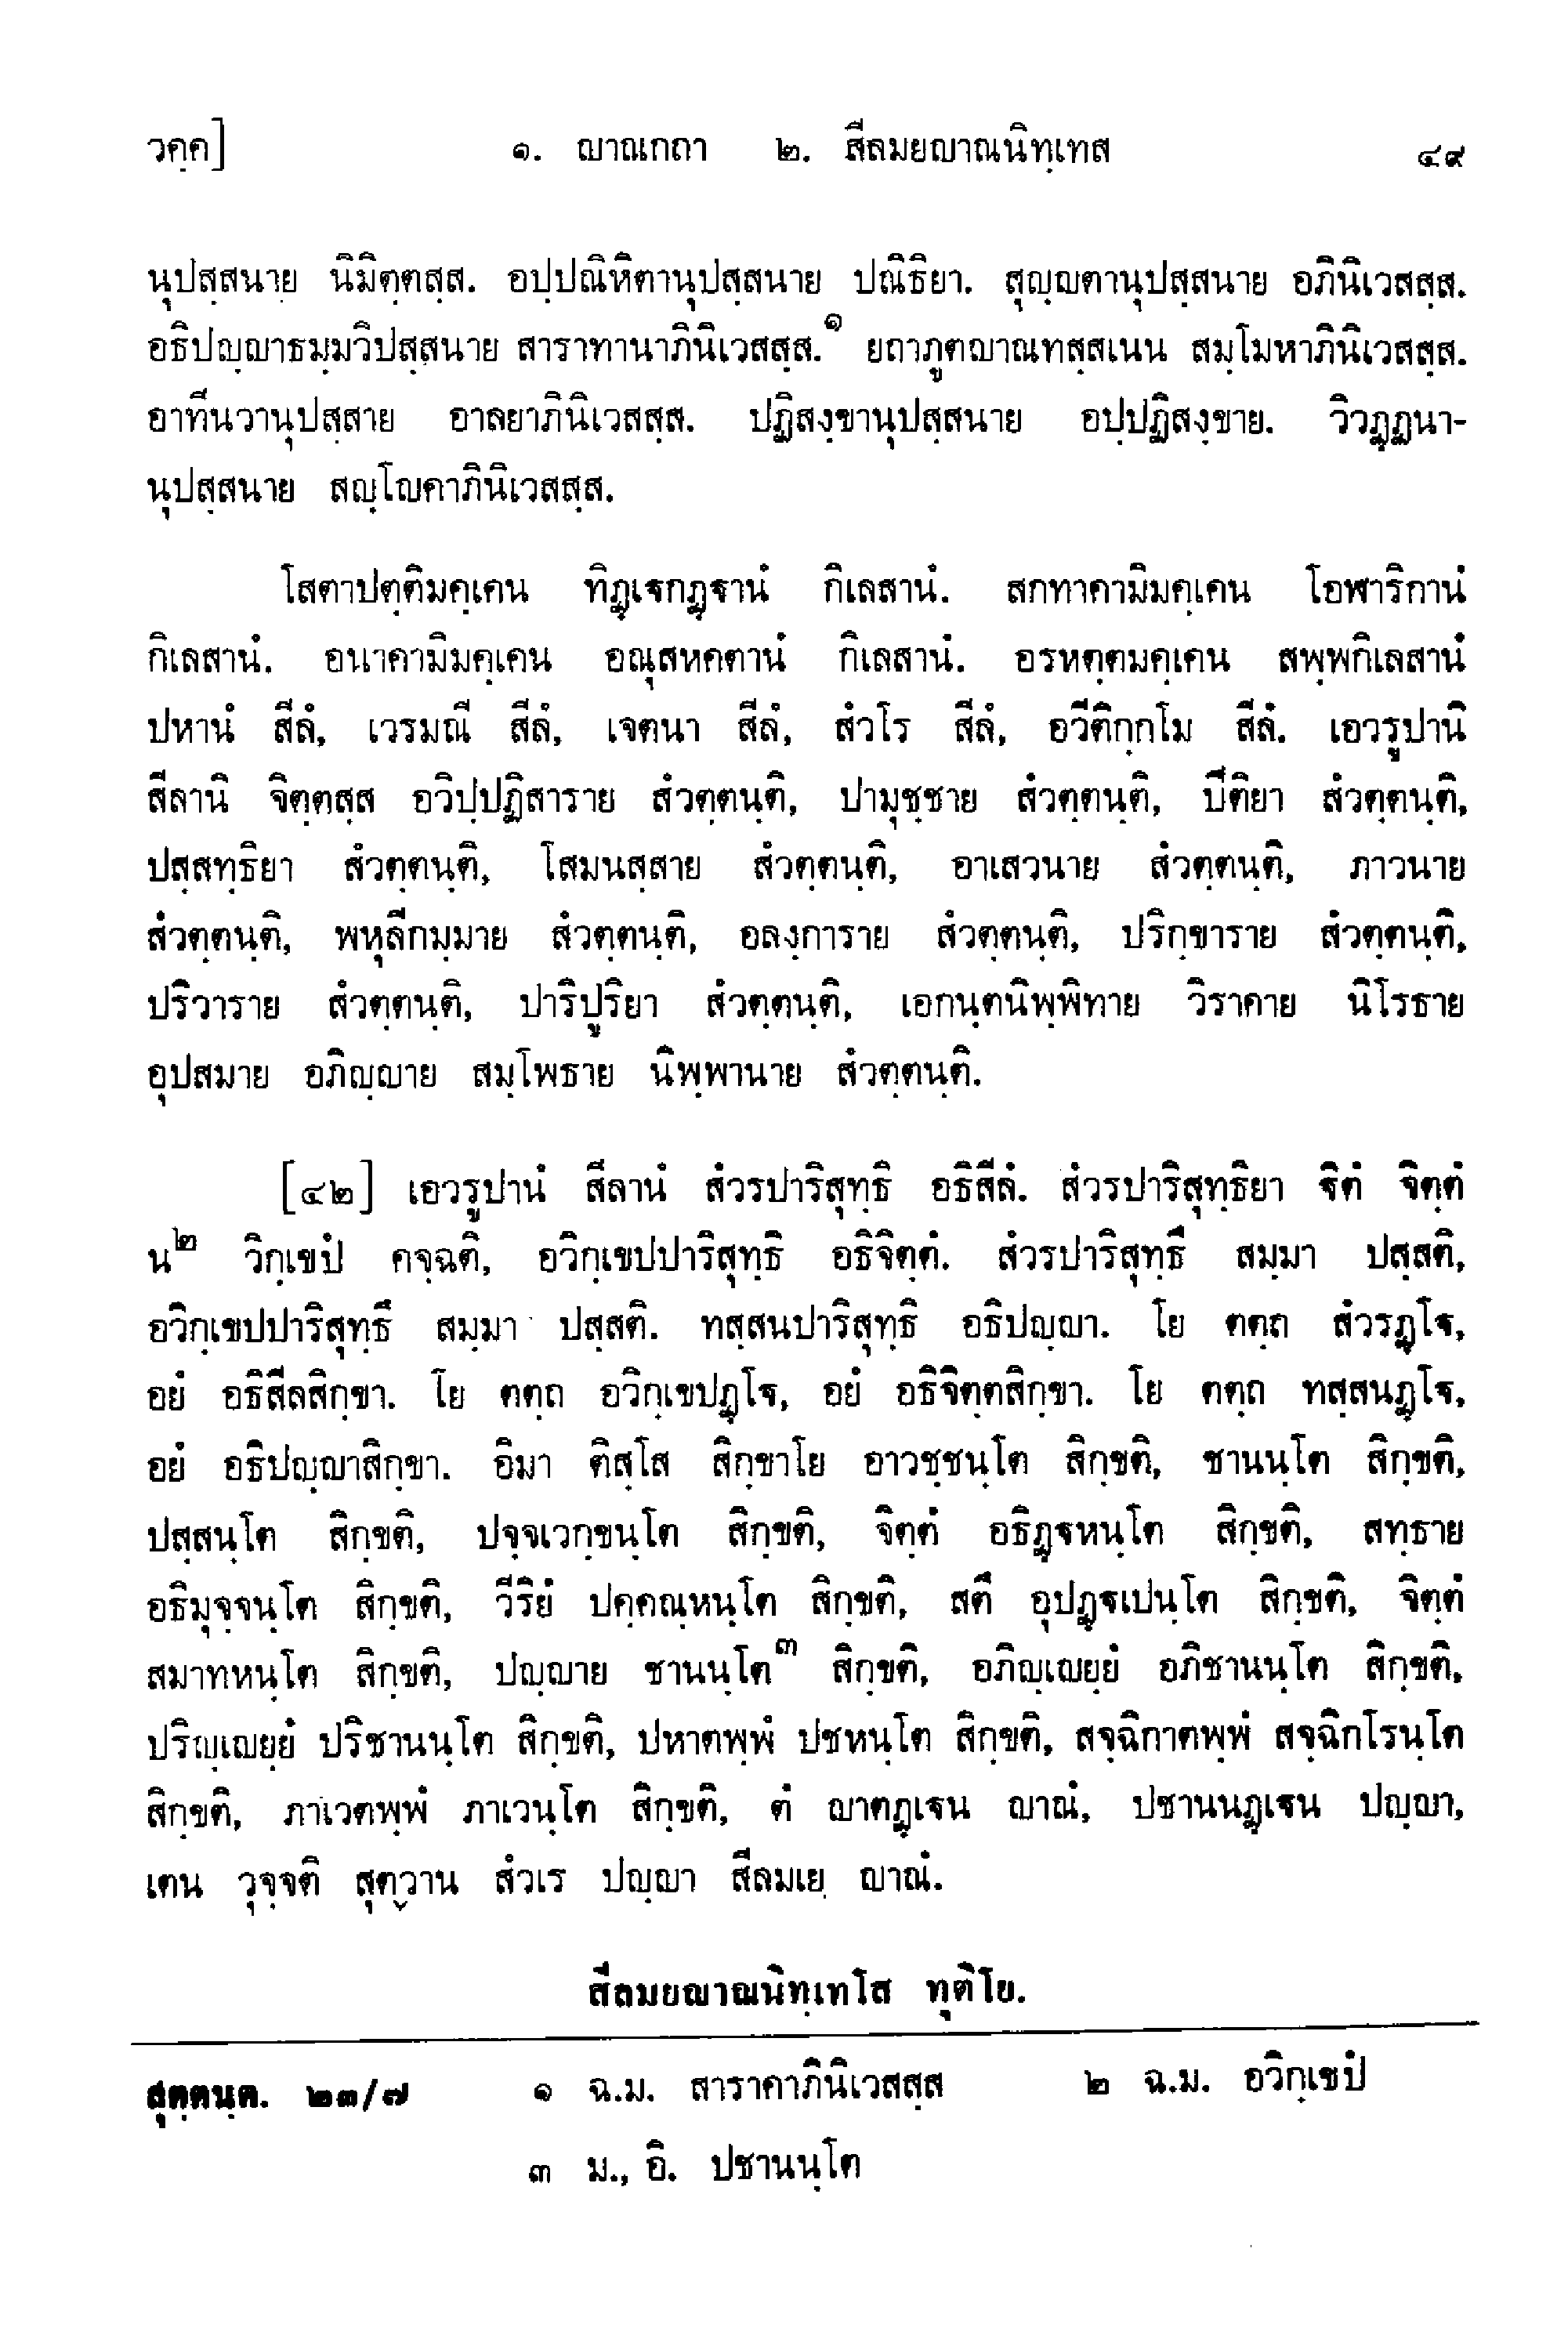 วคฺค]	๑. ญาณกถา ๒. สีลมยญาณนิทฺเทส	๔๙
นุปสฺสนาย นิมิตฺตสฺส. อปฺปณิหิตานุปสฺสนาย ปณิธิยา. สุญฺญตานุปสฺสนาย อภินิเวสสฺส.
อธิปญฺญาธมฺมวิปสฺสนาย สาราทานาภินิเวสสฺส.๑ ยถาภูตญาณทสฺสเนน สมฺโมหาภินิเวสสฺส.
อาทีนวานุปสฺสาย อาลยาภินิเวสสฺส. ปฏิสงฺขานุปสฺสนาย อปฺปฏิสงฺขาย. วิวฏฺฏนา-
นุปสฺสนาย สญฺโญคาภินิเวสสฺส.
โสตาปตฺติมคฺเคน ทิฏฺเฐกฏฺฐานํ กิเลสานํ. สกทาคามิมคฺเคน โอฬาริกานํ
กิเลสานํ. อนาคามิมคฺเคน อณุสหคตานํ กิเลสานํ. อรหตฺตมคฺเคน สพฺพกิเลสานํ
ปหานํ สีลํ, เวรมณี สีลํ, เจตนา สีลํ, สํวโร สีลํ, อวีติกฺกโม สีลํ. เอวรูปานิ
สีลานิ จิตฺตสฺส อวิปฺปฏิสาราย สํวตฺตนฺติ, ปามุชฺชาย สํวตฺตนฺติ, ปีติยา สํวตฺตนฺติ,
ปสฺสทฺธิยา สํวตฺตนฺติ, โสมนสฺสาย สํวตฺตนฺติ, อาเสวนาย สํวตฺตนฺติ, ภาวนาย
สํวตฺตนฺติ, พหุลีกมฺมาย สํวตฺตนฺติ, อลงฺการาย สํวตฺตนฺติ, ปริกฺขาราย สํวตฺตนฺติ,
ปริวาราย สํวตฺตนฺติ, ปาริปูริยา สํวตฺตนฺติ, เอกนฺตนิพฺพิทาย วิราคาย นิโรธาย
อุปสมาย อภิญฺญาย สมฺโพธาย นิพฺพานาย สํวตฺตนฺติ.
[๔๒] เอวรูปานํ สีลานํ สํวรปาริสุทฺธิ อธิสีลํ. สํวรปาริสุทฺธิยา ฐิตํ จิตฺตํ
น๒ วิกฺเขปํ คจฺฉติ, อวิกฺเขปปาริสุทฺธิ อธิจิตฺตํ. สํวรปาริสุทฺธึ สมฺมา ปสฺสติ,
อวิกฺเขปปาริสุทฺธึ สมฺมา ปสฺสติ. ทสฺสนปาริสุทฺธิ อธิปญฺญา. โย ตตฺถ สํวรฏฺโฐ,
อยํ อธิสีลสิกฺขา. โย ตตฺถ อวิกฺเขปฏฺโฐ, อยํ อธิจิตฺตสิกฺขา. โย ตตฺถ ทสฺสนฏฺโฐ,
อยํ อธิปญฺญาสิกฺขา. อิมา ติสฺโส สิกฺขาโย อาวชฺชนฺโต สิกฺขติ, ชานนฺโต สิกฺขติ,
ปสฺสนฺโต สิกฺขติ, ปจฺจเวกฺขนฺโต สิกฺขติ, จิตฺตํ อธิฏฺฐหนฺโต สิกฺขติ, สทฺธาย
อธิมุจฺจนฺโต สิกฺขติ, วีริยํ ปคฺคณฺหนฺโต สิกฺขติ, สตึ อุปฏฺฐเปนฺโต สิกฺขติ, จิตฺตํ
สมาทหนฺโต สิกฺขติ, ปญฺญาย ชานนฺโต๓ สิกฺขติ, อภิญฺเญยฺยํ อภิชานนฺโต สิกฺขติ,
ปริญฺเญยฺยํ ปริชานนฺโต สิกฺขติ, ปหาตพฺพํ ปชหนฺโต สิกฺขติ, สจฺฉิกาตพฺพํ สจฺฉิกโรนฺโต
สิกฺขติ, ภาเวตพฺพํ ภาเวนฺโต สิกฺขติ, ตํ ญาตฏฺเฐน ญาณํ, ปชานนฏฺเฐน ปญฺญา,
เตน วุจฺจติ สุตฺวาน สํวเร ปญฺญา สีลมเย ญาณํ.
สีลมยญาณนิทฺเทโส ทุติโย.
สุตฺตนฺต. ๒๓/๗	๑ ฉ.ม. สาราคาภินิเวสสฺส	๒ ฉ.ม. อวิกฺเขปํ
๓ ม., อิ. ปชานนฺโต